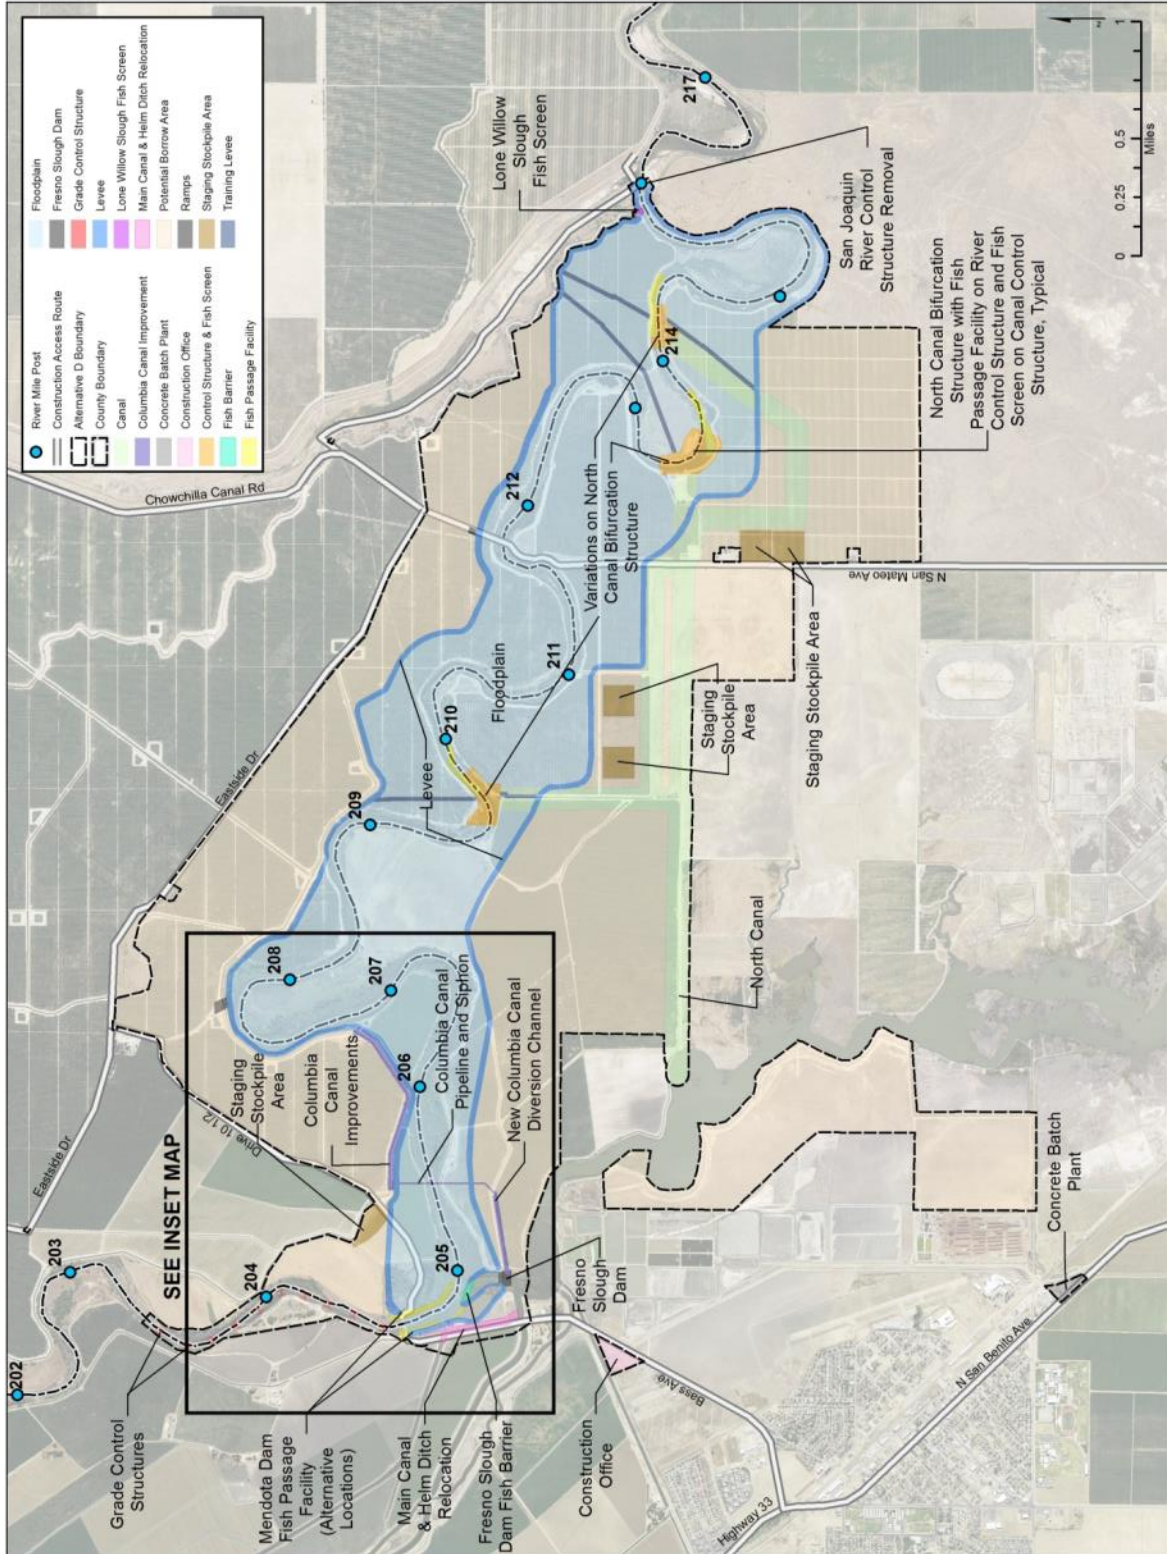 River Mile Post
Construction Access Route
Alternative D Boundary
County Boundary
Canal
Columbia Canal Improvement
Concrete Batch Plant
Construction Office
Control Structure & Fish Screen
Fish Barrier
Fish Passage Facility
Floodplain
Fresno Slough Dam
Grade Control Structure
Levee
Lone Willow Slough Fish Screen
Main Canal & Helm Ditch Relocation
Potential Borrow Area
Ramps
Staging Stockpile Area
Training Levee
SEE INSET MAP
202
203
204
205
206
207
208
209
210
211
212
214
217
Eastside Dr
Eastside Dr
Drive 10 1/2
Chowchilla Canal Rd
N San Mateo Ave
Bass Ave
N San Benito Ave
Highway 33
Grade Control
Structures
Mendota Dam
Fish Passage
Facility
(Alternative
Locations)
Main Canal
& Helm Ditch
Relocation
Fresno Slough
Dam Fish Barrier
Construction
Office
Fresno
Slough
Dam
Staging
Stockpile
Area
Columbia
Canal
Improvements
Columbia Canal
Pipeline and Siphon
New Columbia Canal
Diversion Channel
Levee
Floodplain
Variations on North
Canal Bifurcation
Structure
Staging
Stockpile
Area
Staging Stockpile Area
North Canal
Concrete Batch
Plant
Lone Willow
Slough
Fish Screen
San Joaquin
River Control
Structure Removal
North Canal Bifurcation
Structure with Fish
Passage Facility on River
Control Structure and Fish
Screen on Canal Control
Structure, Typical
0
0.25
0.5
1
Miles
z